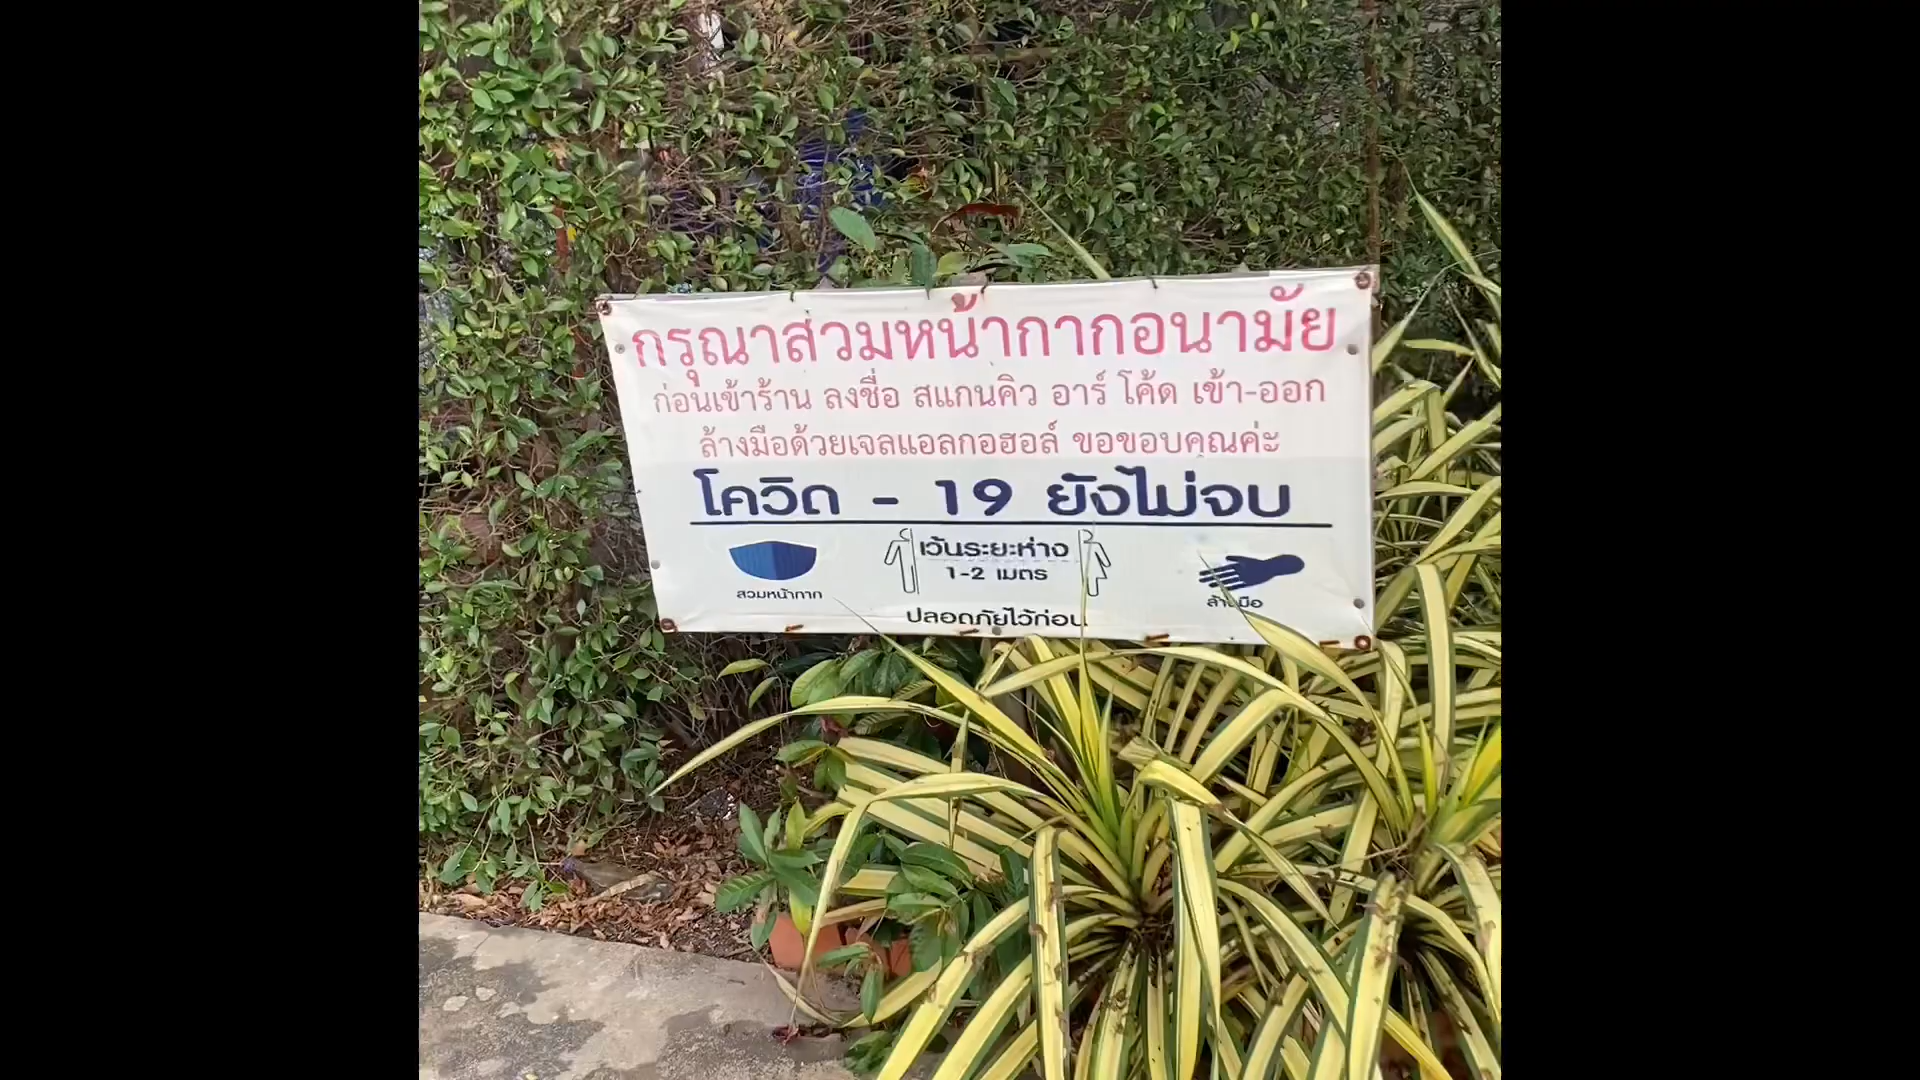 กรุณาสวมหน้ากากอนามัย
ก่อนเข้าร้าน ลงชื่อ สแกนคิว อาร์ โค้ด เข้า-ออก
ล้างมือด้วยเจลแอลกอฮอล์ ขอขอบคุณค่ะ
โควิด - 19 ยังไม่จบ
เว้นระยะห่าง
1-2 เมตร
สวมหน้ากาก
ล้างมือ
ปลอดภัยไว้ก่อน